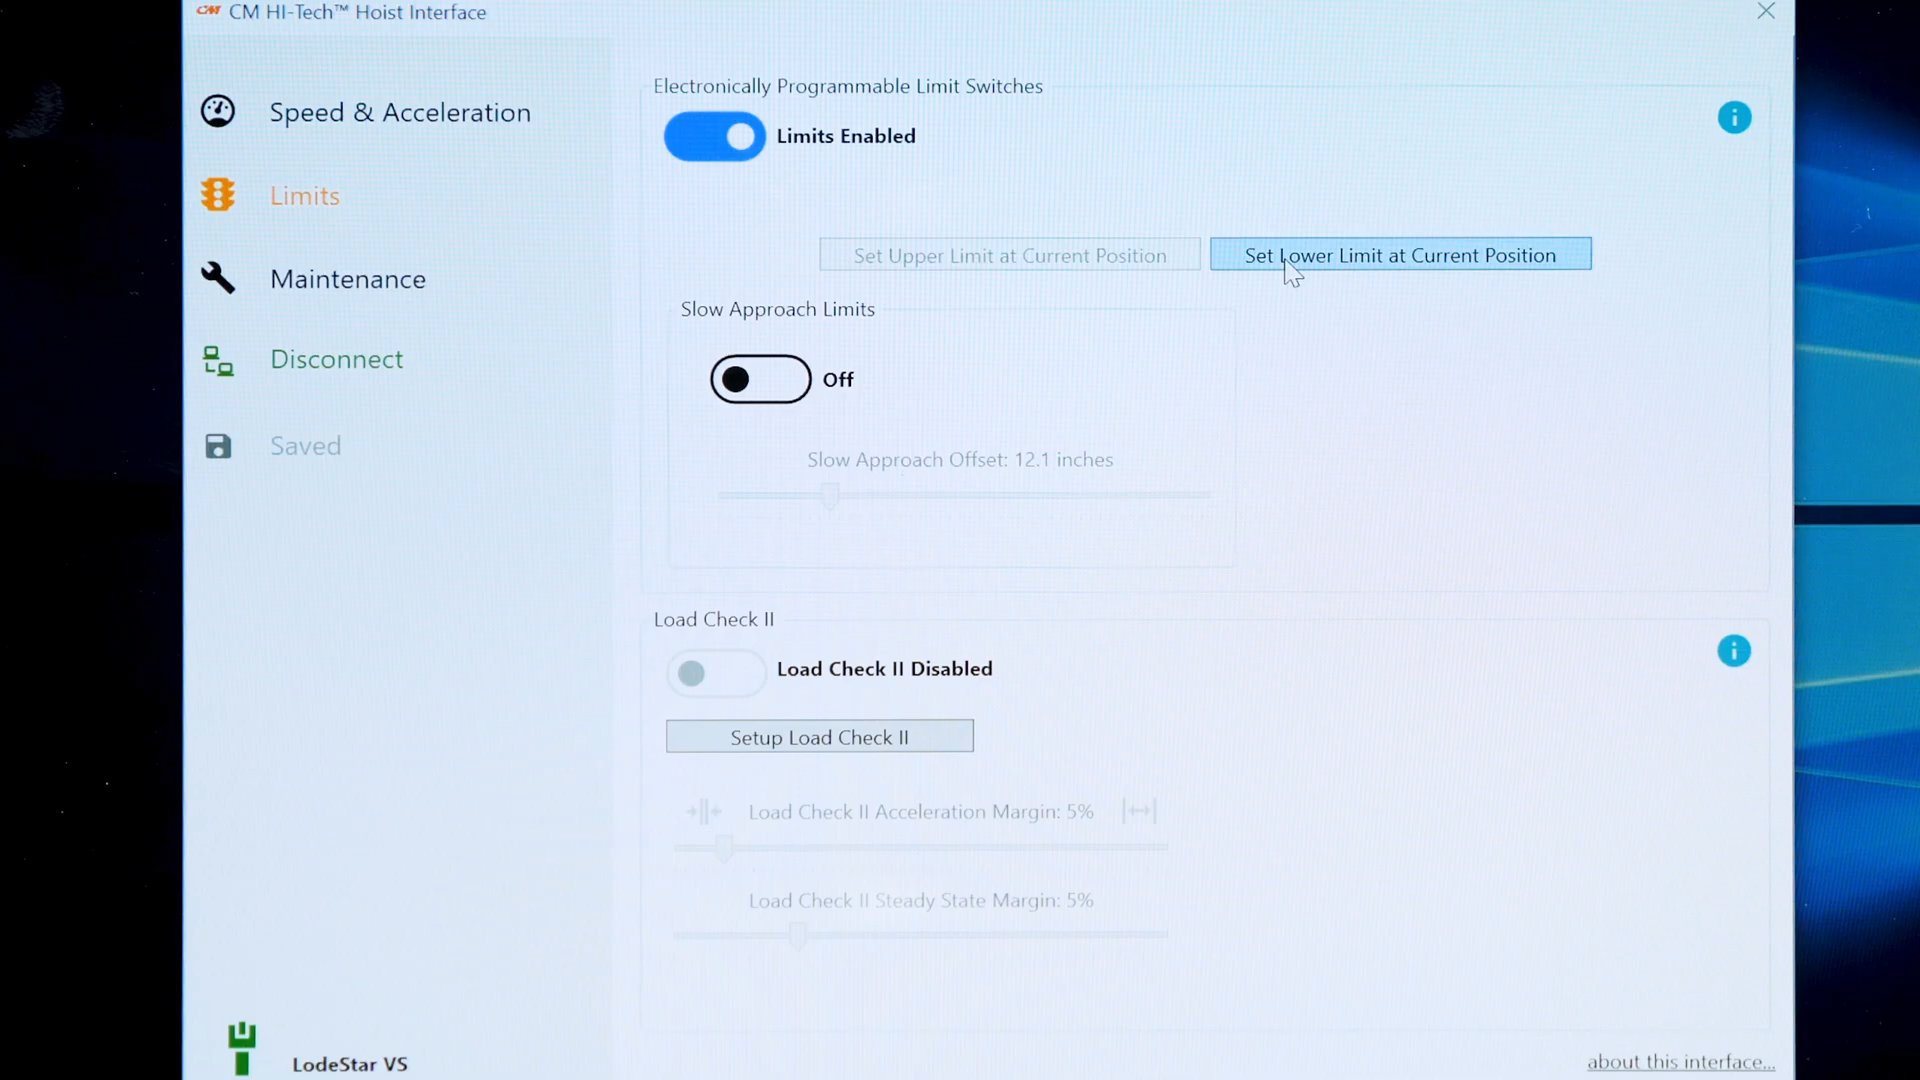 CM CM HI-Tech™ Hoist Interface
Speed & Acceleration
Limits
Maintenance
Disconnect
Saved
LodeStar VS
Electronically Programmable Limit Switches
Limits Enabled
Set Upper Limit at Current Position
Set Lower Limit at Current Position
Slow Approach Limits
Off
Slow Approach Offset: 12.1 inches
Load Check II
Load Check II Disabled
Setup Load Check II
Load Check II Acceleration Margin: 5%
Load Check II Steady State Margin: 5%
about this interface...